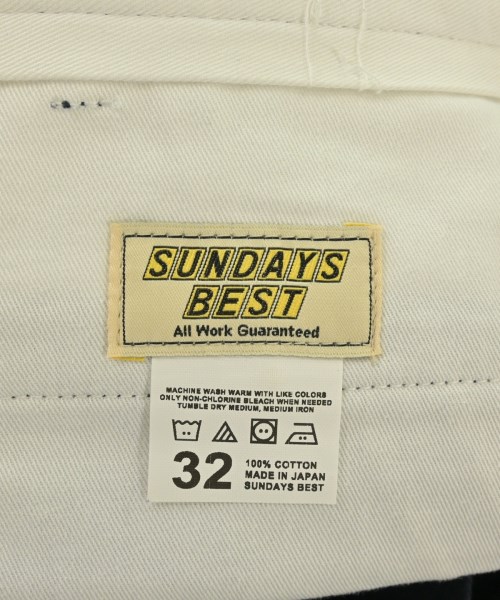 SUNDAYS
BEST
All Work Guaranteed
MACHINE WASH WARM WITH LIKE COLORS
ONLY NON-CHLORINE BLEACH WHEN NEEDED
TUMBLE DRY MEDIUM, MEDIUM IRON
32
100% COTTON
MADE IN JAPAN
SUNDAYS BEST